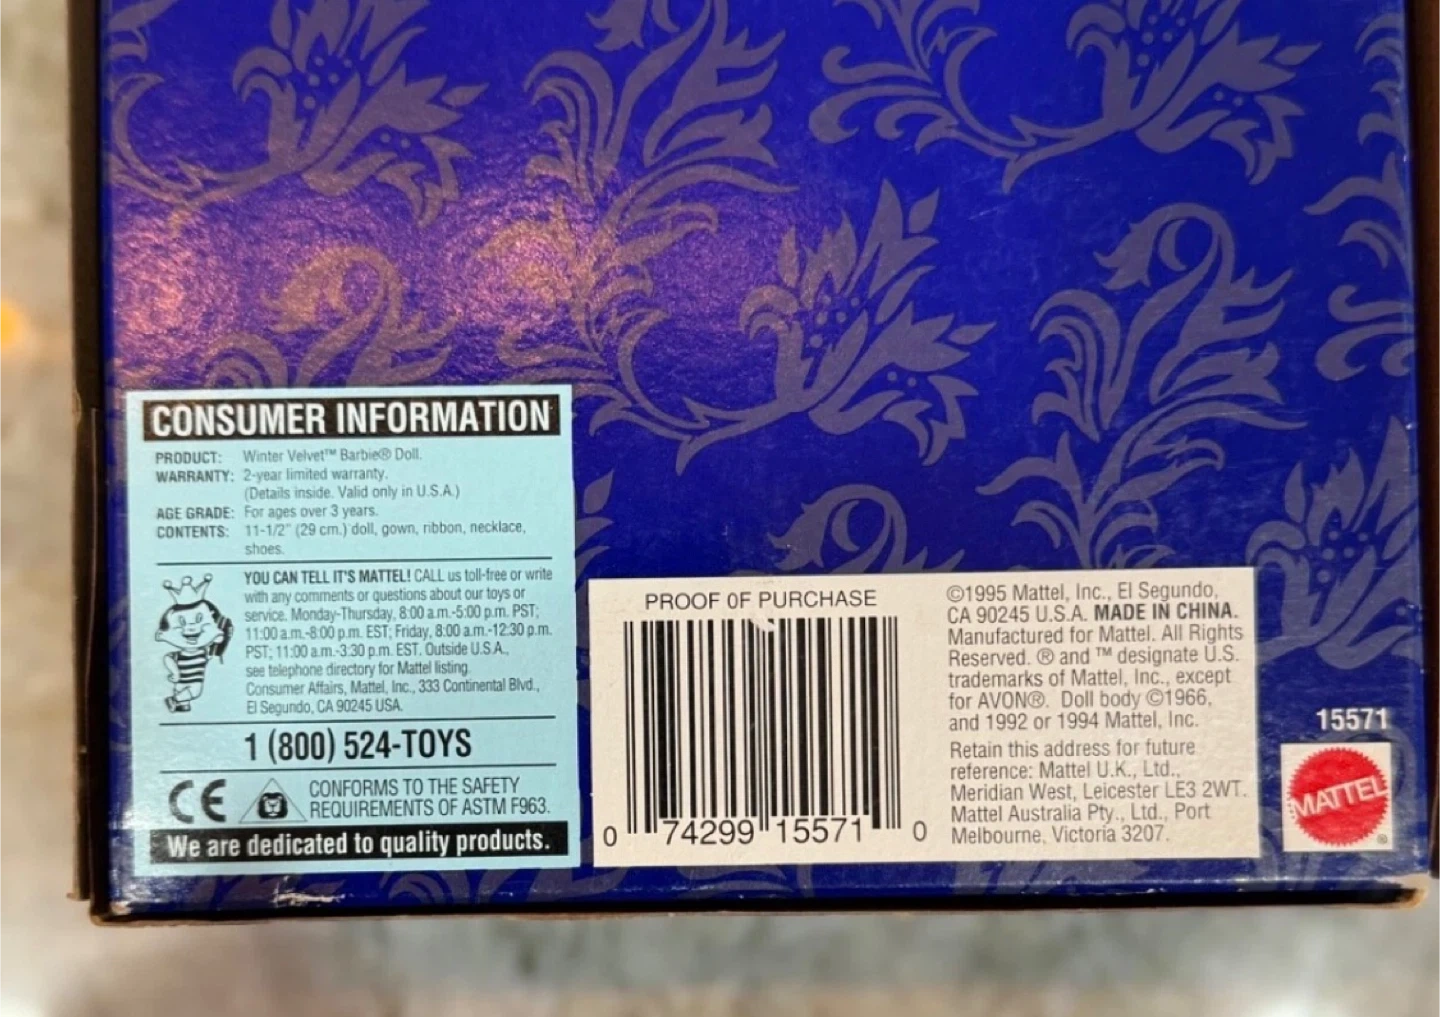 CONSUMER INFORMATION
PRODUCT: Winter Velvet™ Barbie® Doll.
WARRANTY: 2-year limited warranty.
(Details inside. Valid only in U.S.A.)
AGE GRADE: For ages over 3 years.
CONTENTS: 11-1/2" (29 cm.) doll, gown, ribbon, necklace,
shoes.
YOU CAN TELL IT'S MATTEL! CALL us toll-free or write
with any comments or questions about our toys or
service. Monday-Thursday, 8:00 a.m.-5:00 p.m. PST;
11:00 a.m.-8:00 p.m. EST; Friday, 8:00 a.m.-12:30 p.m.
PST; 11:00 a.m.-3:30 p.m. EST. Outside U.S.A.,
see telephone directory for Mattel listing.
Consumer Affairs, Mattel, Inc., 333 Continental Blvd.,
El Segundo, CA 90245 USA.
1 (800) 524-TOYS
CE
CONFORMS TO THE SAFETY
REQUIREMENTS OF ASTM F963.
We are dedicated to quality products.
PROOF OF PURCHASE
0 74299 15571 0
©1995 Mattel, Inc., El Segundo,
CA 90245 U.S.A. MADE IN CHINA.
Manufactured for Mattel. All Rights
Reserved. ® and ™ designate U.S.
trademarks of Mattel, Inc., except
for AVON®. Doll body ©1966,
and 1992 or 1994 Mattel, Inc.
Retain this address for future
reference: Mattel U.K., Ltd.,
Meridian West, Leicester LE3 2WT.
Mattel Australia Pty., Ltd., Port
Melbourne, Victoria 3207.
15571
MATTEL
®